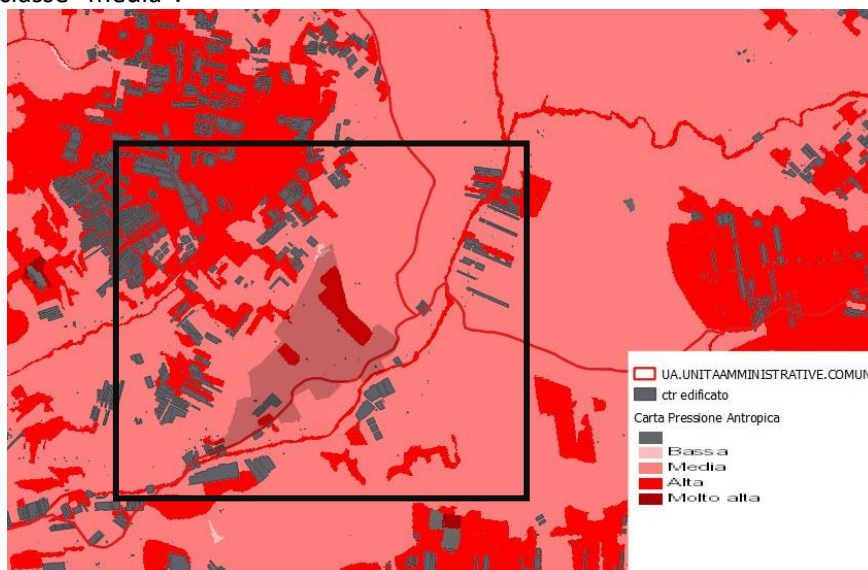 classe "media".
UA.UNITAAMMINISTRATIVE.COMUN
ctr edificato
Carta Pressione Antropica
Bassa
Media
Alta
Molto alta